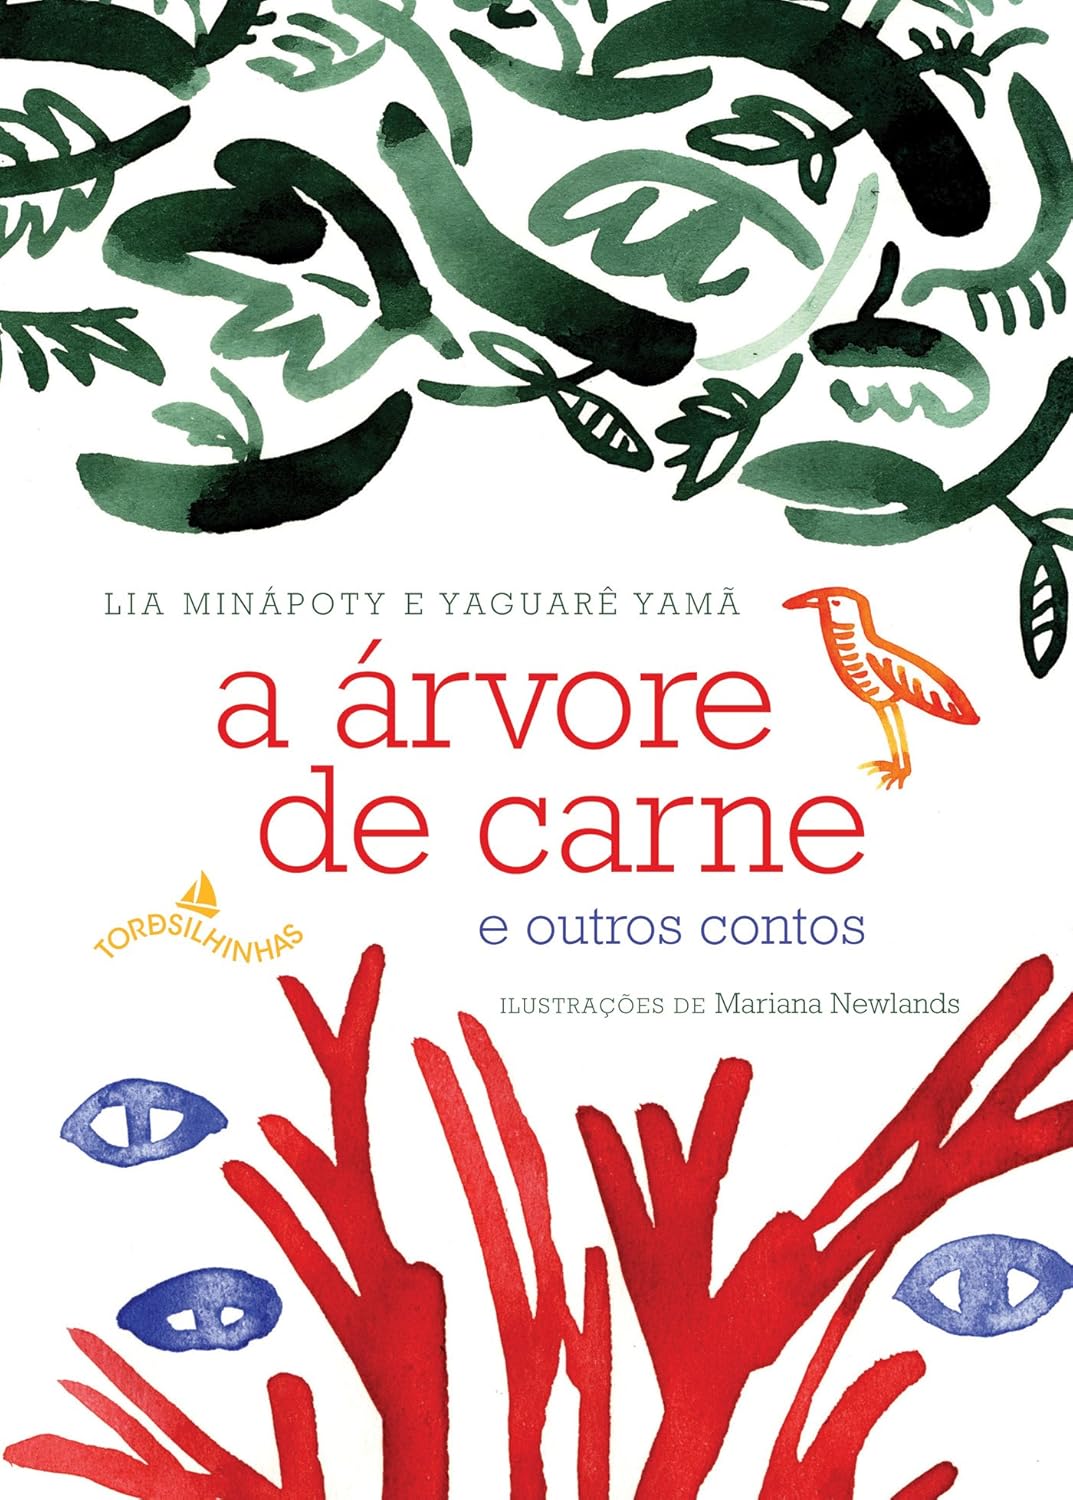 LIA MINÁPOTY E YAGUARÊ YAMÃ
a árvore
de carne
e outros contos
TORDSILHINHAS
ILUSTRAÇÕES DE Mariana Newlands